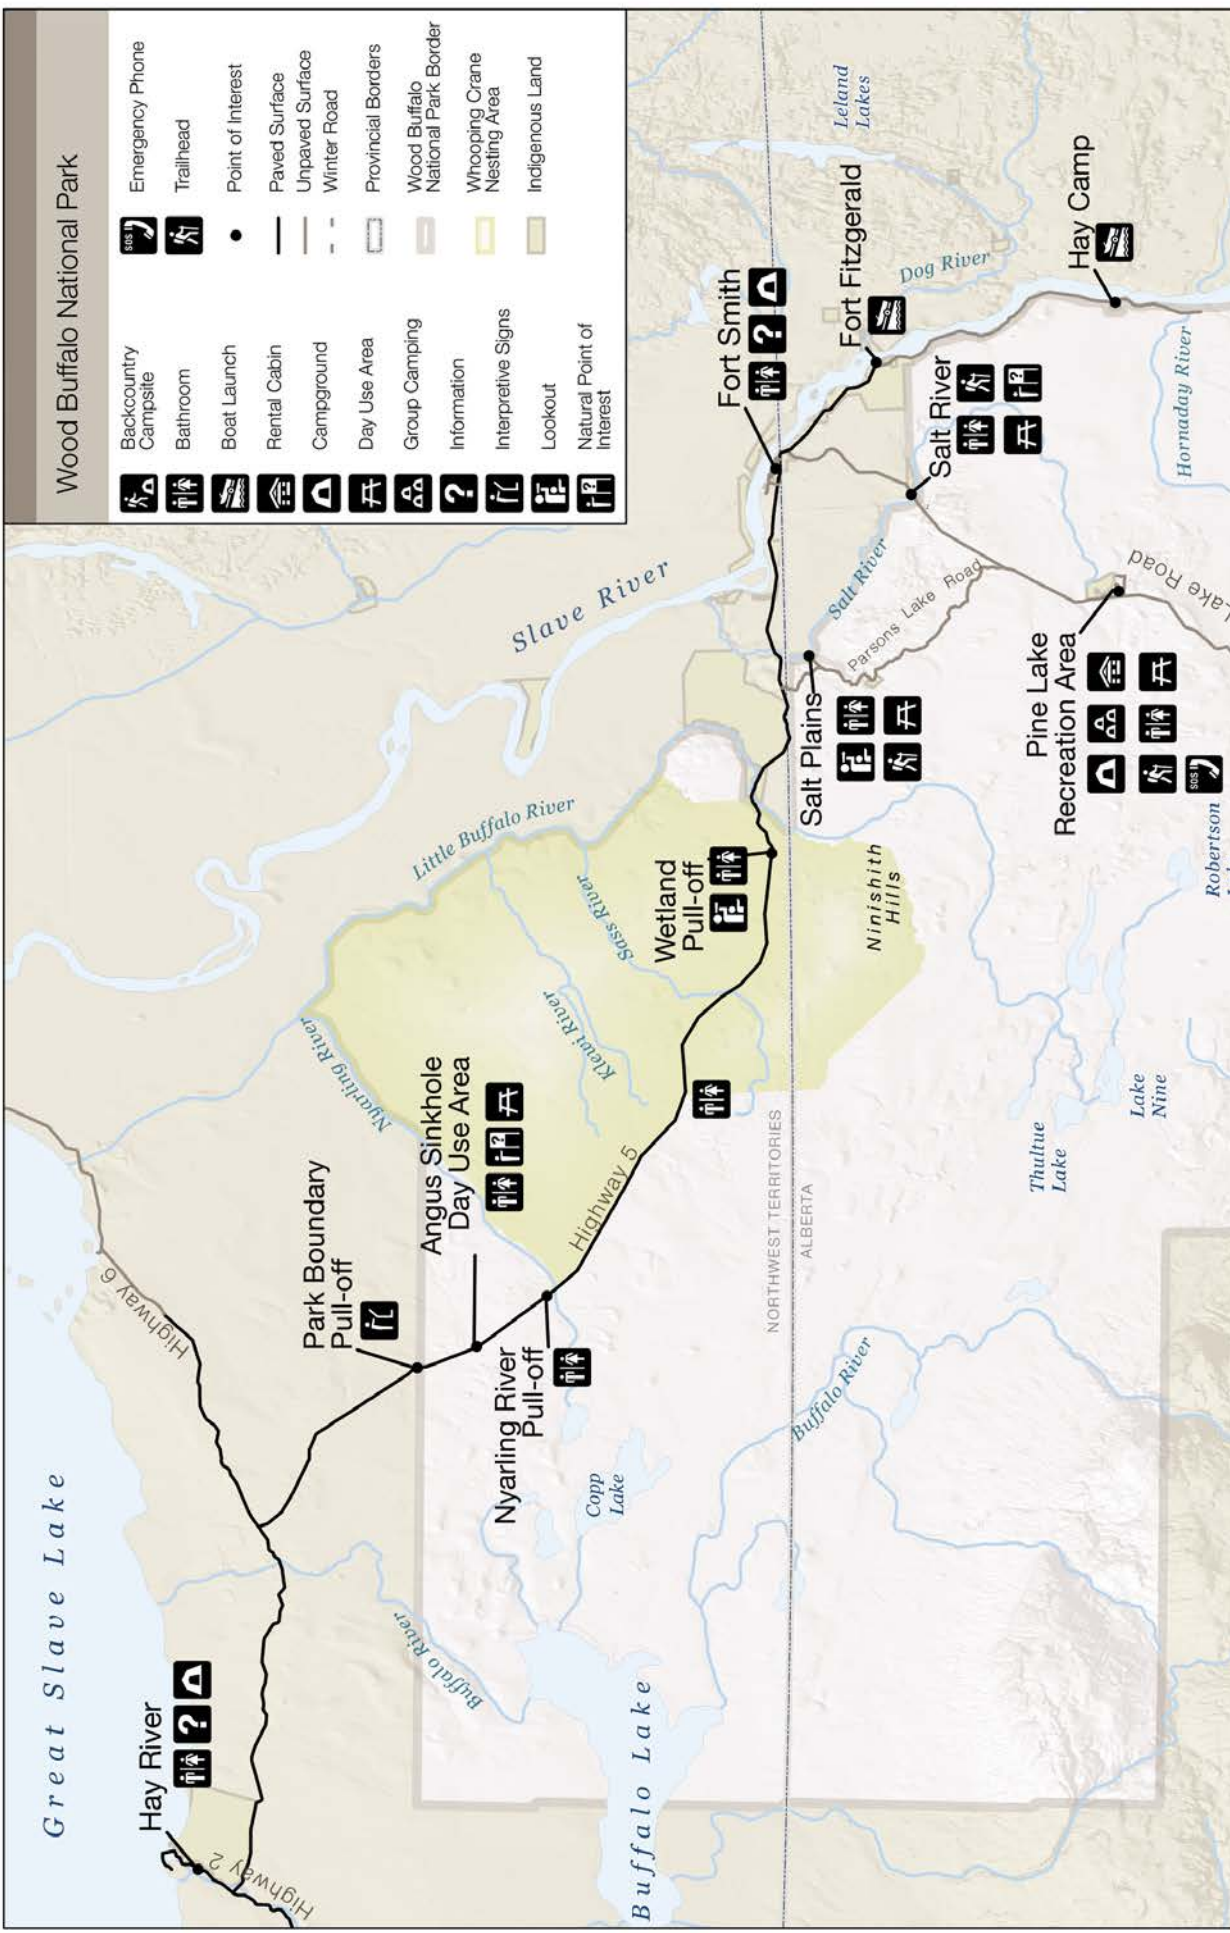 Wood Buffalo National Park
Backcountry
Campsite
Bathroom
Boat Launch
Rental Cabin
Campground
Day Use Area
Group Camping
Information
Interpretive Signs
Lookout
Natural Point of
Interest
SOS
Emergency Phone
Trailhead
Point of Interest
Paved Surface
Unpaved Surface
Winter Road
Provincial Borders
Wood Buffalo
National Park Border
Whooping Crane
Nesting Area
Indigenous Land
Great Slave Lake
Hay River
?
Highway 2
Highway 6
Park Boundary
Pull-off
Angus Sinkhole
Day Use Area
?
Nyarling River
Pull-off
Nyarling River
Buffalo River
Copp
Lake
Buffalo Lake
Highway 5
Klewi River
Sass River
Little Buffalo River
Slave River
Wetland
Pull-off
NORTHWEST TERRITORIES
ALBERTA
Buffalo River
Ninishith
Hills
Salt Plains
Salt River
Parsons Lake Road
Fort Smith
?
Fort Fitzgerald
Leland
Lakes
Dog River
Salt River
?
Hay Camp
Hornaday River
Pine Lake
Recreation Area
SOS
Lake Road
Robertson
Thultue
Lake
Lake
Nine